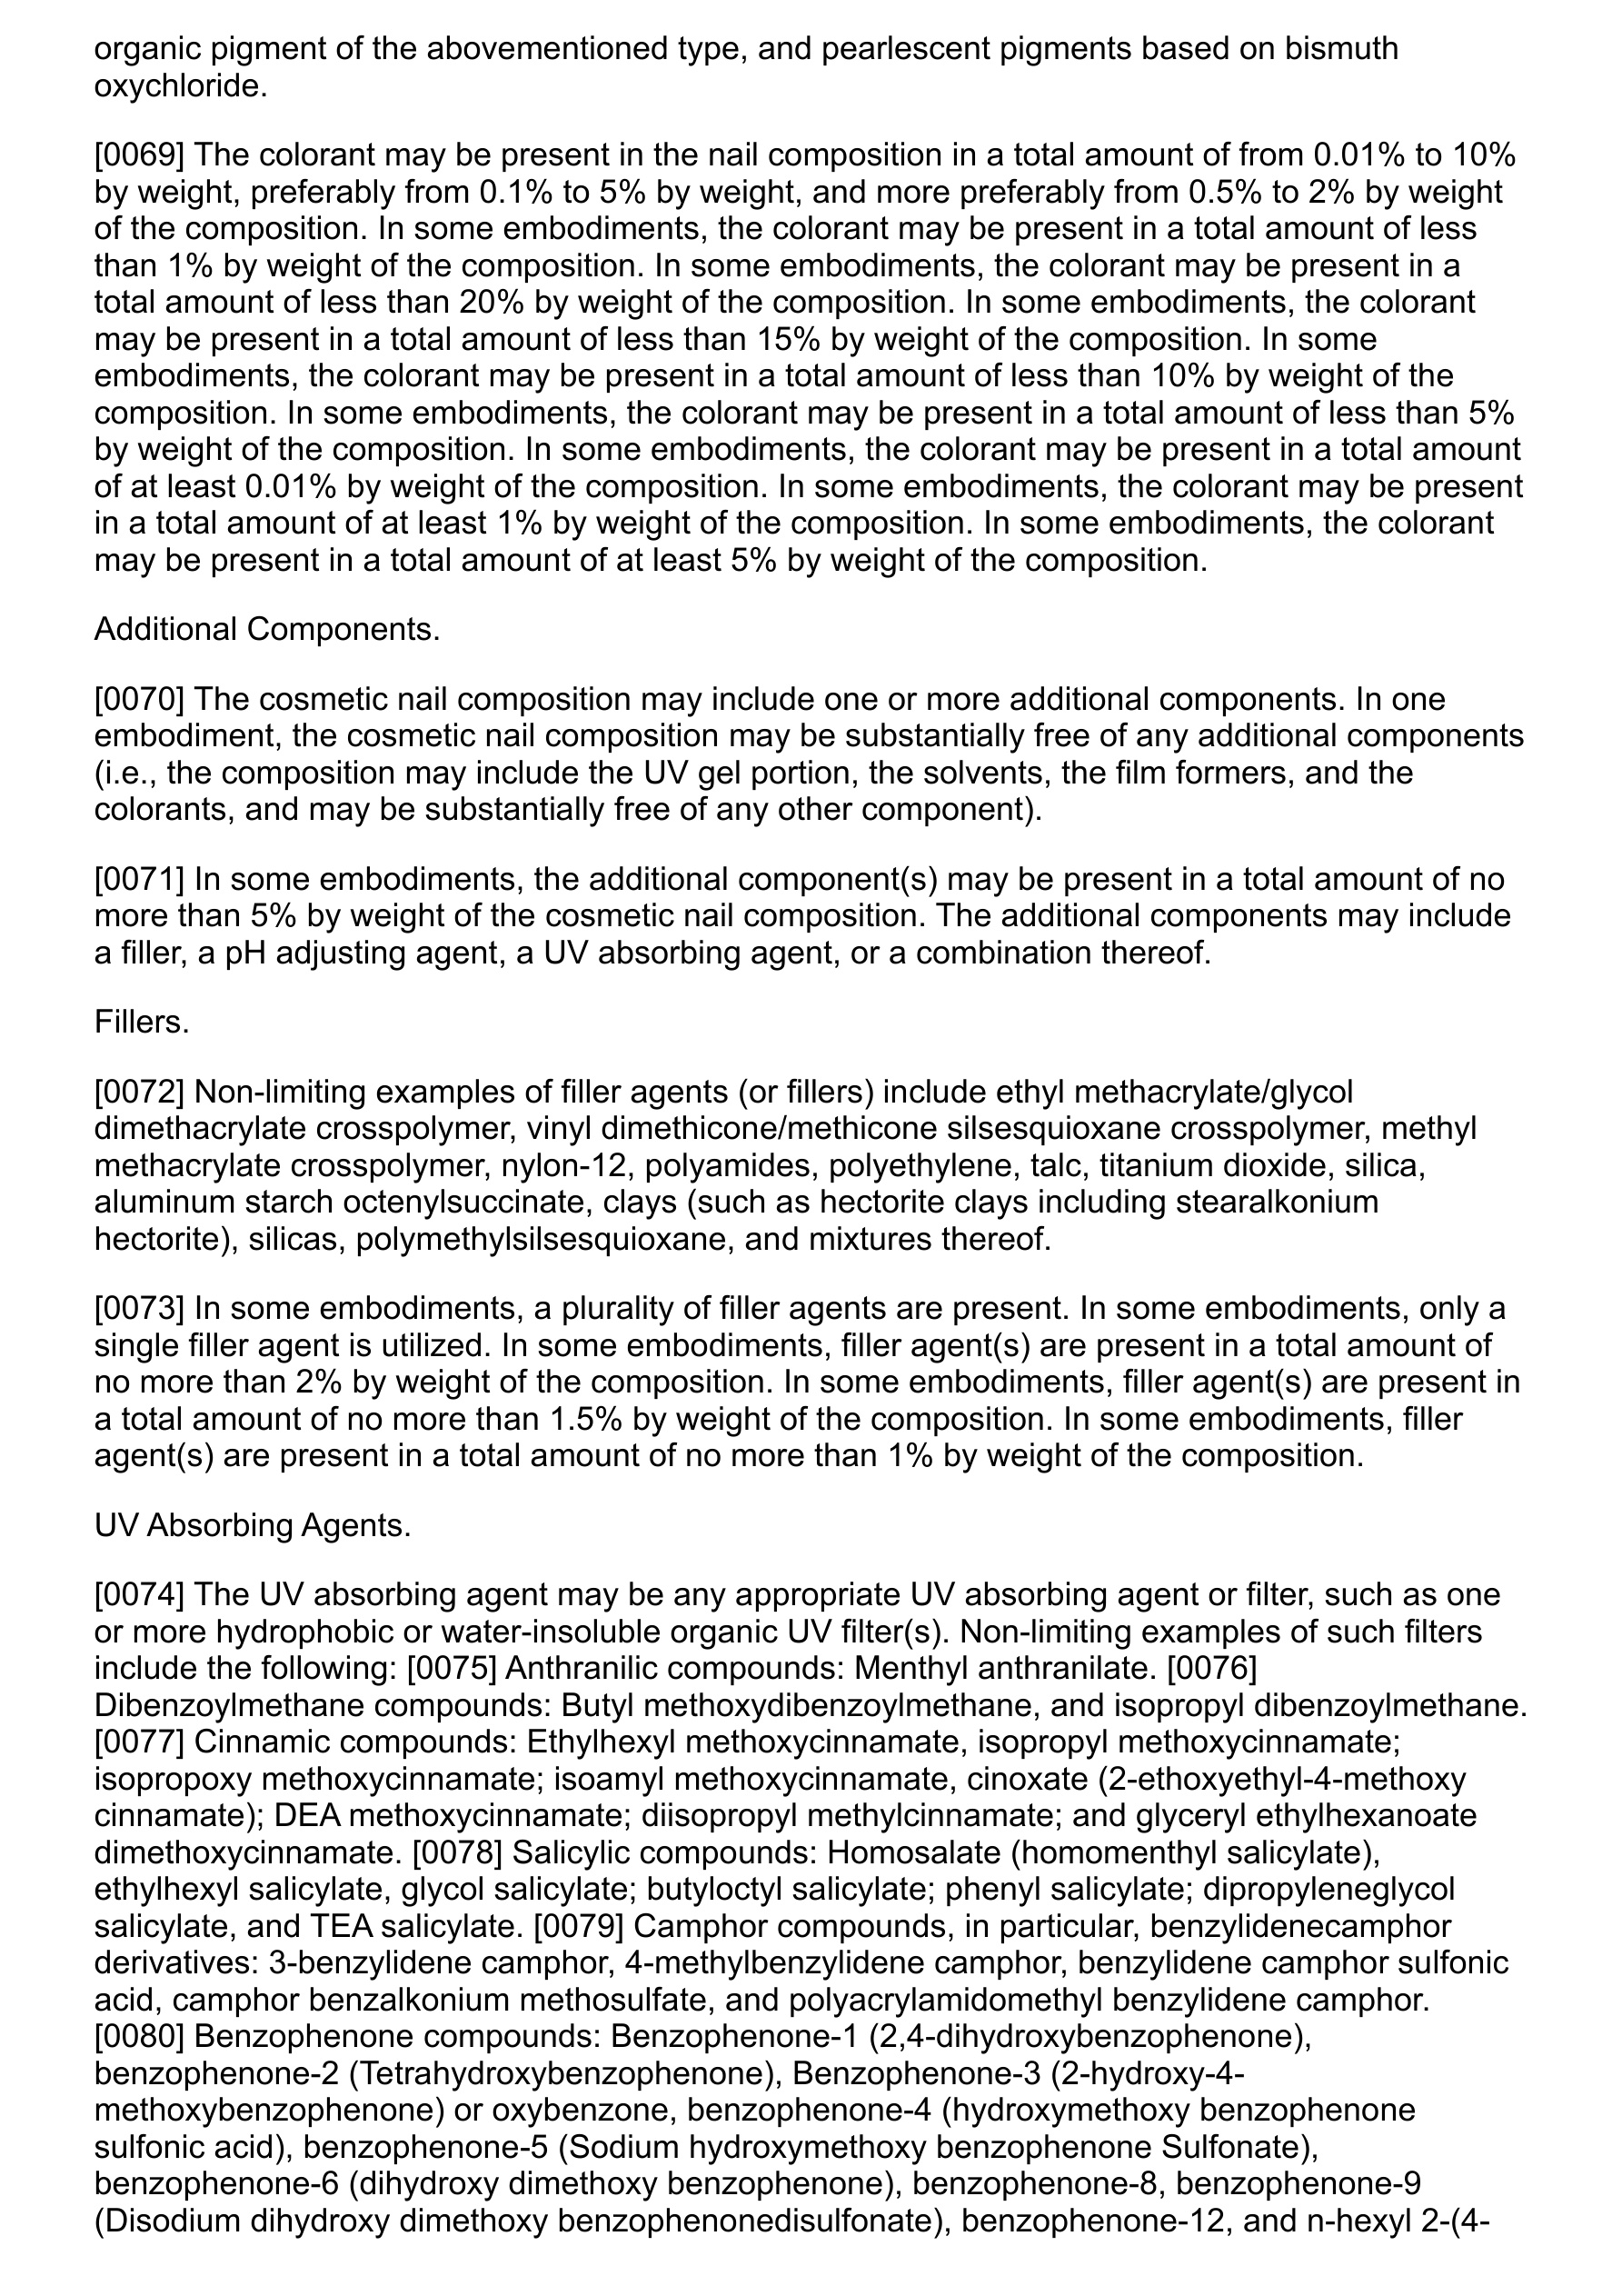 organic pigment of the abovementioned type, and pearlescent pigments based on bismuth
oxychloride.
[0069] The colorant may be present in the nail composition in a total amount of from 0.01% to 10%
by weight, preferably from 0.1% to 5% by weight, and more preferably from 0.5% to 2% by weight
of the composition. In some embodiments, the colorant may be present in a total amount of less
than 1% by weight of the composition. In some embodiments, the colorant may be present in a
total amount of less than 20% by weight of the composition. In some embodiments, the colorant
may be present in a total amount of less than 15% by weight of the composition. In some
embodiments, the colorant may be present in a total amount of less than 10% by weight of the
composition. In some embodiments, the colorant may be present in a total amount of less than 5%
by weight of the composition. In some embodiments, the colorant may be present in a total amount
of at least 0.01% by weight of the composition. In some embodiments, the colorant may be present
in a total amount of at least 1% by weight of the composition. In some embodiments, the colorant
may be present in a total amount of at least 5% by weight of the composition.
Additional Components.
[0070] The cosmetic nail composition may include one or more additional components. In one
embodiment, the cosmetic nail composition may be substantially free of any additional components
(i.e., the composition may include the UV gel portion, the solvents, the film formers, and the
colorants, and may be substantially free of any other component).
[0071] In some embodiments, the additional component(s) may be present in a total amount of no
more than 5% by weight of the cosmetic nail composition. The additional components may include
a filler, a pH adjusting agent, a UV absorbing agent, or a combination thereof.
Fillers.
[0072] Non-limiting examples of filler agents (or fillers) include ethyl methacrylate/glycol
dimethacrylate crosspolymer, vinyl dimethicone/methicone silsesquioxane crosspolymer, methyl
methacrylate crosspolymer, nylon-12, polyamides, polyethylene, talc, titanium dioxide, silica,
aluminum starch octenylsuccinate, clays (such as hectorite clays including stearalkonium
hectorite), silicas, polymethylsilsesquioxane, and mixtures thereof.
[0073] In some embodiments, a plurality of filler agents are present. In some embodiments, only a
single filler agent is utilized. In some embodiments, filler agent(s) are present in a total amount of
no more than 2% by weight of the composition. In some embodiments, filler agent(s) are present in
a total amount of no more than 1.5% by weight of the composition. In some embodiments, filler
agent(s) are present in a total amount of no more than 1% by weight of the composition.
UV Absorbing Agents.
[0074] The UV absorbing agent may be any appropriate UV absorbing agent or filter, such as one
or more hydrophobic or water-insoluble organic UV filter(s). Non-limiting examples of such filters
include the following: [0075] Anthranilic compounds: Menthyl anthranilate. [0076]
Dibenzoylmethane compounds: Butyl methoxydibenzoylmethane, and isopropyl dibenzoylmethane.
[0077] Cinnamic compounds: Ethylhexyl methoxycinnamate, isopropyl methoxycinnamate;
isopropoxy methoxycinnamate; isoamyl methoxycinnamate, cinoxate (2-ethoxyethyl-4-methoxy
cinnamate); DEA methoxycinnamate; diisopropyl methylcinnamate; and glyceryl ethylhexanoate
dimethoxycinnamate. [0078] Salicylic compounds: Homosalate (homomenthyl salicylate),
ethylhexyl salicylate, glycol salicylate; butyloctyl salicylate; phenyl salicylate; dipropyleneglycol
salicylate, and TEA salicylate. [0079] Camphor compounds, in particular, benzylidenecamphor
derivatives: 3-benzylidene camphor, 4-methylbenzylidene camphor, benzylidene camphor sulfonic
acid, camphor benzalkonium methosulfate, and polyacrylamidomethyl benzylidene camphor.
[0080] Benzophenone compounds: Benzophenone-1 (2,4-dihydroxybenzophenone),
benzophenone-2 (Tetrahydroxybenzophenone), Benzophenone-3 (2-hydroxy-4-
methoxybenzophenone) or oxybenzone, benzophenone-4 (hydroxymethoxy benzophenone
sulfonic acid), benzophenone-5 (Sodium hydroxymethoxy benzophenone Sulfonate),
benzophenone-6 (dihydroxy dimethoxy benzophenone), benzophenone-8, benzophenone-9
(Disodium dihydroxy dimethoxy benzophenonedisulfonate), benzophenone-12, and n-hexyl 2-(4-